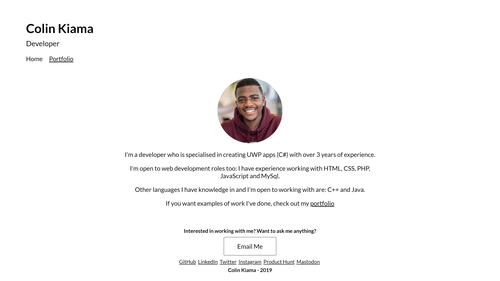 Colin Kiama
Developer
Home Portfolio
I'm a developer who is specialised in creating UWP apps (C#) with over 3 years of experience.
I'm open to web development roles too: I have experience working with HTML, CSS, PHP,
JavaScript and MySql.
Other languages I have knowledge in and I'm open to working with are: C++ and Java.
If you want examples of work I've done, check out my portfolio
Interested in working with me? Want to ask me anything?
Email Me
GitHub LinkedIn Twitter Instagram Product Hunt Mastodon
Colin Kiama - 2019